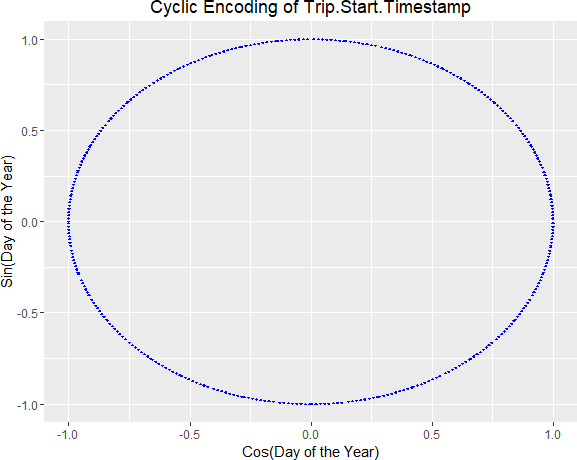 Cyclic Encoding of Trip.Start.Timestamp
1.0
0.5
0.0
-0.5
-1.0
Sin(Day of the Year)
-1.0 -0.5 0.0 0.5 1.0
Cos(Day of the Year)